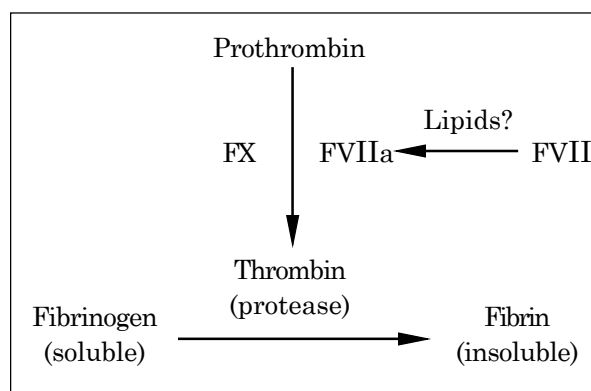 Prothrombin
Lipids?
FX FVIIa FVII
Thrombin
(protease)
Fibrinogen Fibrin
(soluble) (insoluble)